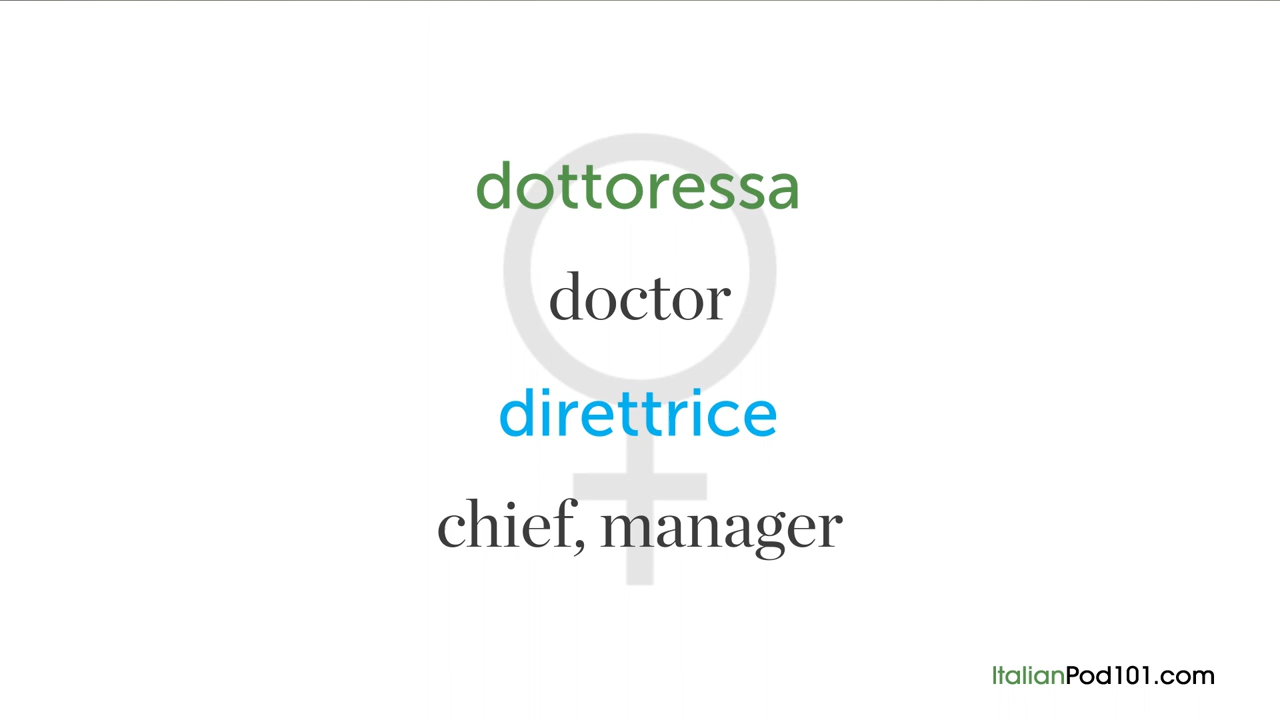 dottoressa
doctor
direttrice
chief, manager
ItalianPod101.com